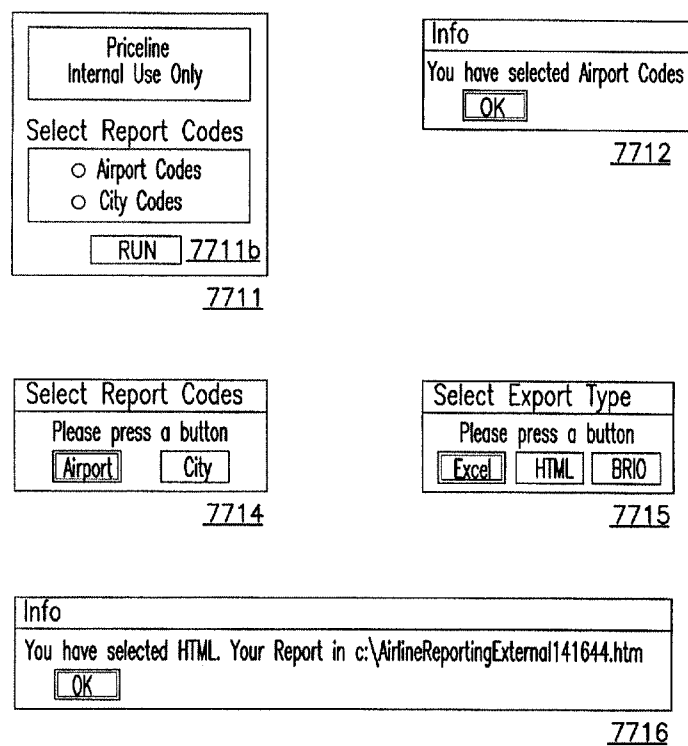 Priceline
Internal Use Only
Select Report Codes
Airport Codes
City Codes
RUN
7711b
7711
Info
You have selected Airport Codes
OK
7712
Select Report Codes
Please press a button
Airport City
7714
Select Export Type
Please press a button
Excel HTML BRIO
7715
Info
You have selected HTML. Your Report in c:\AirlineReportingExternal141644.htm
OK
7716